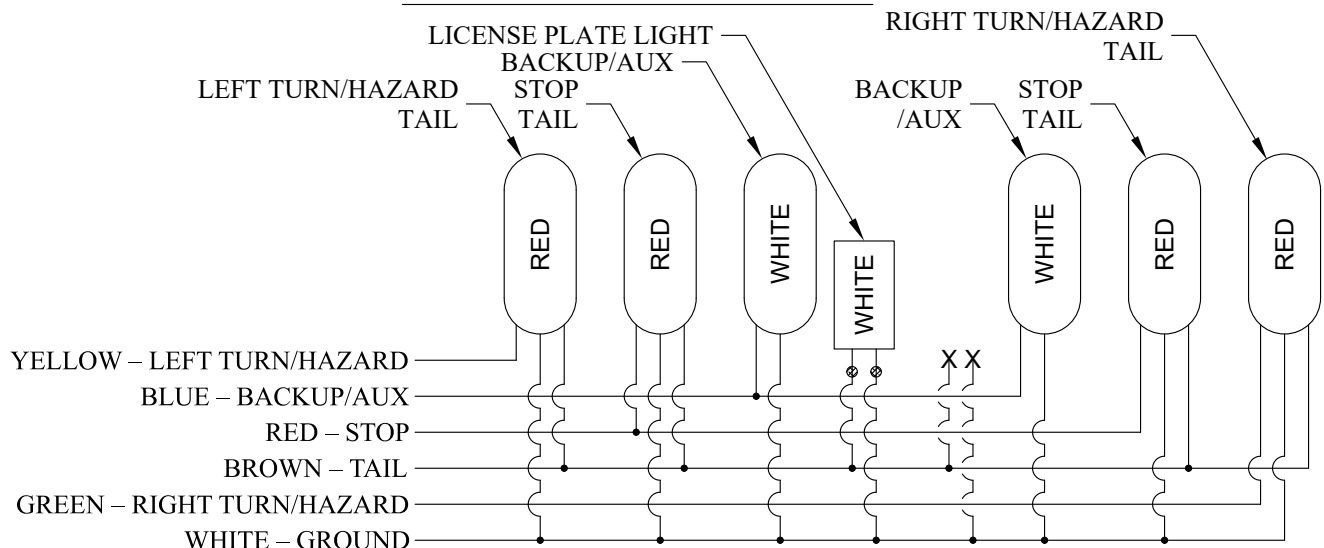 RIGHT TURN/HAZARD
TAIL
LICENSE PLATE LIGHT
BACKUP/AUX
LEFT TURN/HAZARD
TAIL
STOP
TAIL
BACKUP
/AUX
STOP
TAIL
RED
RED
WHITE
WHITE
WHITE
RED
RED
X X
YELLOW – LEFT TURN/HAZARD
BLUE – BACKUP/AUX
RED – STOP
BROWN – TAIL
GREEN – RIGHT TURN/HAZARD
WHITE – GROUND